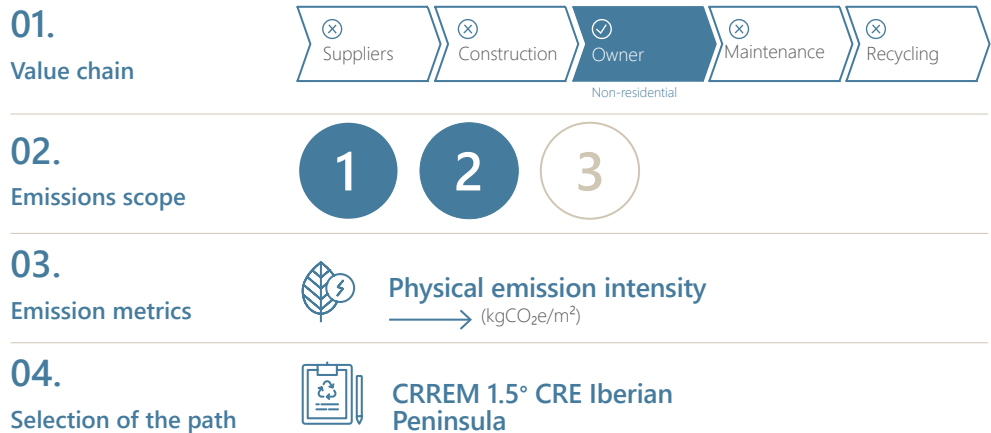 01.
Value chain
Suppliers
Construction
Owner
Maintenance
Recycling
Non-residential
02.
Emissions scope
1
2
3
03.
Emission metrics
Physical emission intensity
(kgCO₂e/m²)
04.
Selection of the path
CRREM 1.5° CRE Iberian
Peninsula